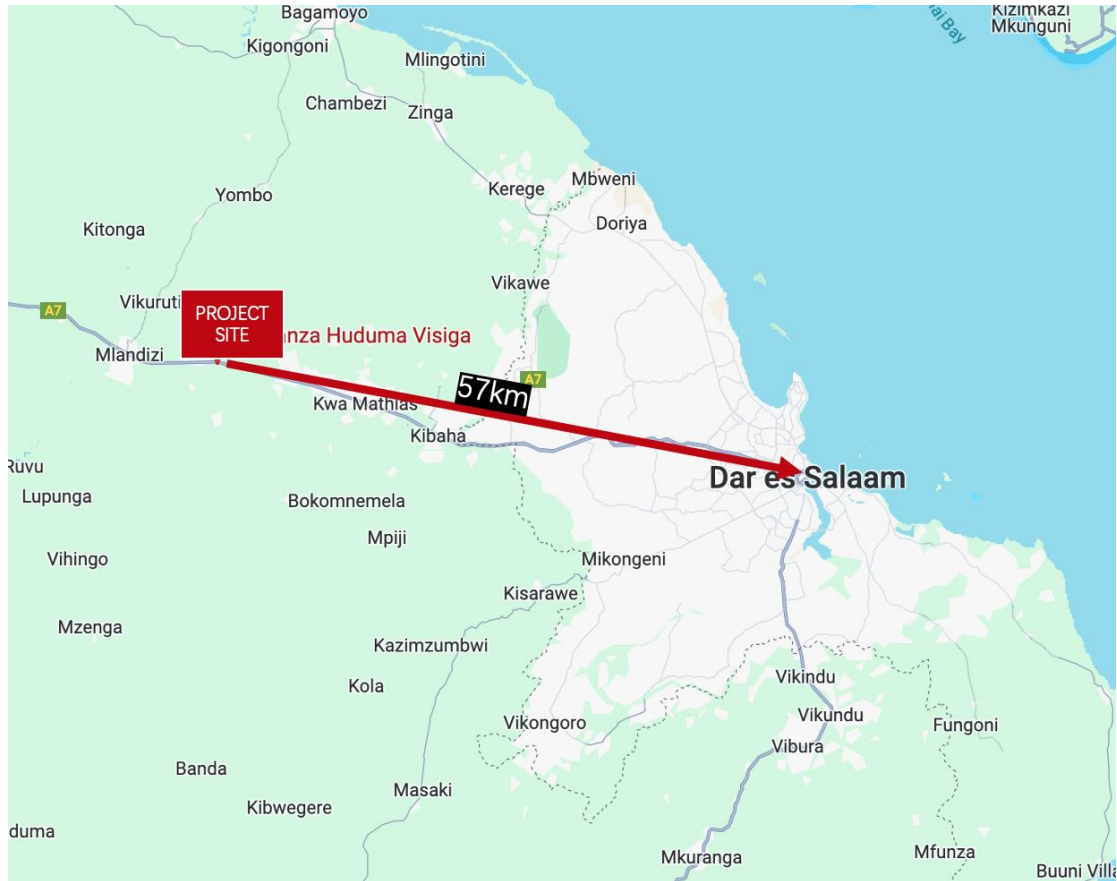 Bagamoyo
Kizimkazi
Mkunguni
Kigongoni
Mlingotini
Chambezi
Zinga
Mbweni
Kerege
Yombo
Doriya
Kitonga
Vikawe
Vikuruti
PROJECT
SITE
A7
anza Huduma Visiga
Mlandizi
A7
57km
Kwa Mathias
Kibaha
Ruvu
Dar es Salaam
Lupunga
Bokomnemela
Mpiji
Vihingo
Mikongeni
Kisarawe
Mzenga
Kazimzumbwi
Kola
Vikindu
Vikongoro
Vikundu
Fungoni
Vibura
Banda
Masaki
Kibwegere
duma
Mkuranga
Mfunza
Buuni Villa